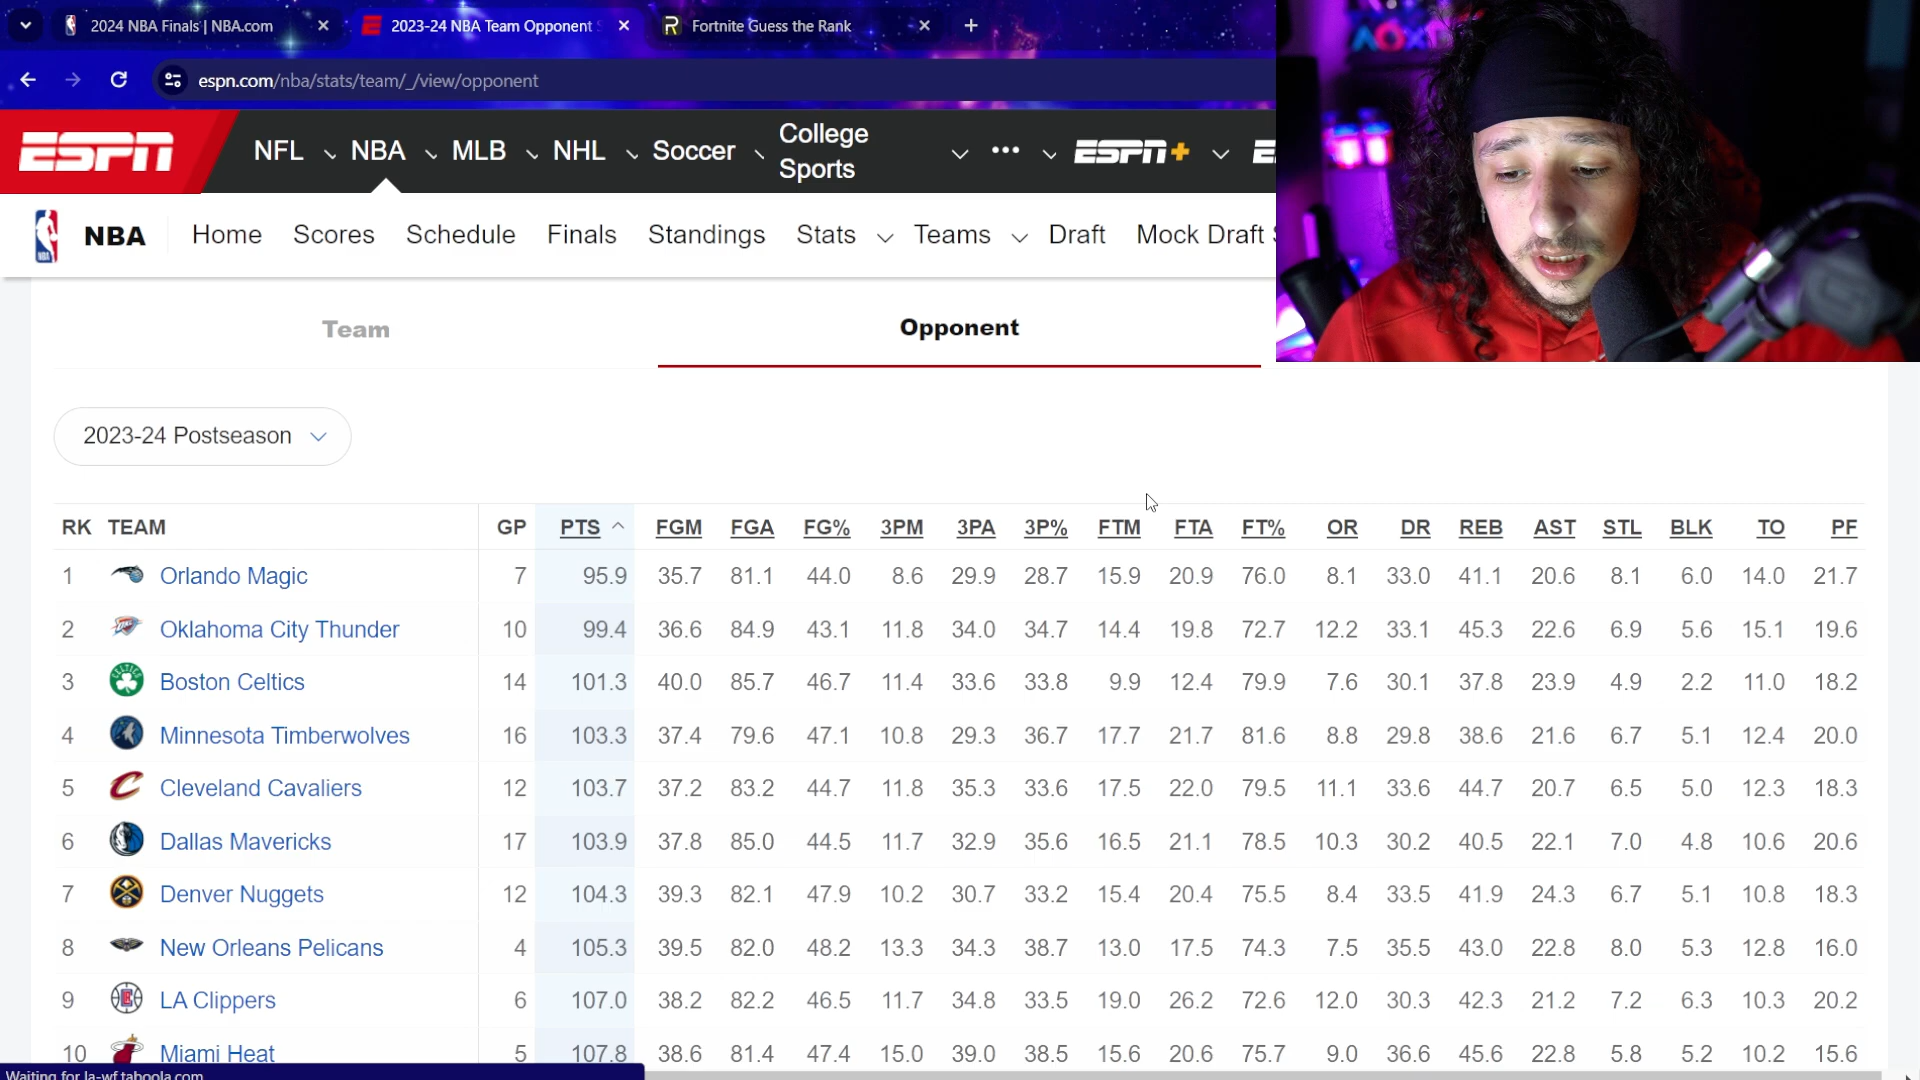 2024 NBA Finals | NBA.com
2023-24 NBA Team Opponent
Fortnite Guess the Rank
espn.com/nba/stats/team/_/view/opponent
ESPN NFL NBA MLB NHL Soccer College Sports ••• ESPN+
NBA Home Scores Schedule Finals Standings Stats Teams Draft Mock Draft
Team Opponent
2023-24 Postseason
RK TEAM GP PTS FGM FGA FG% 3PM 3PA 3P% FTM FTA FT% OR DR REB AST STL BLK TO PF
1 Orlando Magic 7 95.9 35.7 81.1 44.0 8.6 29.9 28.7 15.9 20.9 76.0 8.1 33.0 41.1 20.6 8.1 6.0 14.0 21.7
2 Oklahoma City Thunder 10 99.4 36.6 84.9 43.1 11.8 34.0 34.7 14.4 19.8 72.7 12.2 33.1 45.3 22.6 6.9 5.6 15.1 19.6
3 Boston Celtics 14 101.3 40.0 85.7 46.7 11.4 33.6 33.8 9.9 12.4 79.9 7.6 30.1 37.8 23.9 4.9 2.2 11.0 18.2
4 Minnesota Timberwolves 16 103.3 37.4 79.6 47.1 10.8 29.3 36.7 17.7 21.7 81.6 8.8 29.8 38.6 21.6 6.7 5.1 12.4 20.0
5 Cleveland Cavaliers 12 103.7 37.2 83.2 44.7 11.8 35.3 33.6 17.5 22.0 79.5 11.1 33.6 44.7 20.7 6.5 5.0 12.3 18.3
6 Dallas Mavericks 17 103.9 37.8 85.0 44.5 11.7 32.9 35.6 16.5 21.1 78.5 10.3 30.2 40.5 22.1 7.0 4.8 10.6 20.6
7 Denver Nuggets 12 104.3 39.3 82.1 47.9 10.2 30.7 33.2 15.4 20.4 75.5 8.4 33.5 41.9 24.3 6.7 5.1 10.8 18.3
8 New Orleans Pelicans 4 105.3 39.5 82.0 48.2 13.3 34.3 38.7 13.0 17.5 74.3 7.5 35.5 43.0 22.8 8.0 5.3 12.8 16.0
9 LA Clippers 6 107.0 38.2 82.2 46.5 11.7 34.8 33.5 19.0 26.2 72.6 12.0 30.3 42.3 21.2 7.2 6.3 10.3 20.2
10 Miami Heat 5 107.8 38.6 81.4 47.4 15.0 39.0 38.5 15.6 20.6 75.7 9.0 36.6 45.6 22.8 5.8 5.2 10.2 15.6
Waiting for la-wf.taboola.com